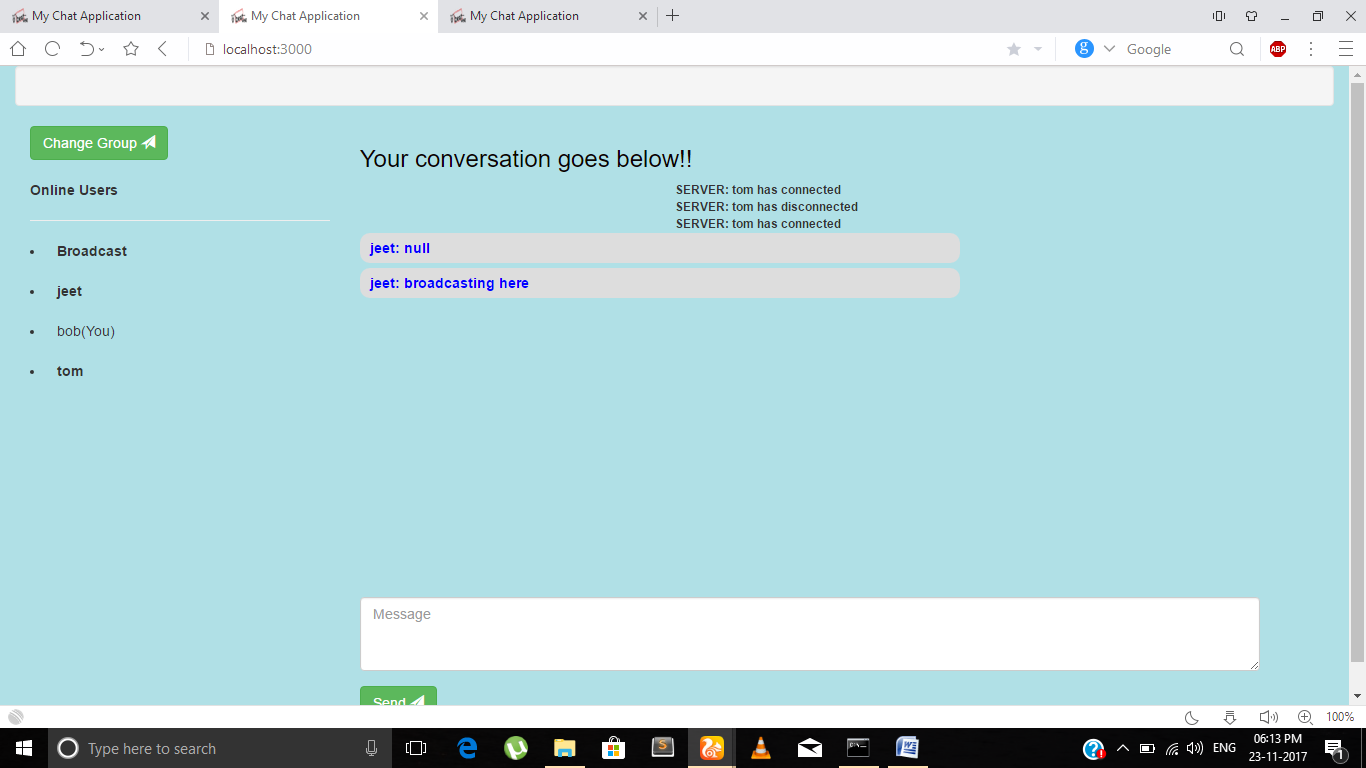 My Chat Application
My Chat Application
My Chat Application
localhost:3000
g
Google
ABP
Change Group
Your conversation goes below!!
Online Users
SERVER: tom has connected
SERVER: tom has disconnected
SERVER: tom has connected
Broadcast
jeet: null
jeet: broadcasting here
jeet
bob(You)
tom
Message
Send
100%
Type here to search
ENG
06:13 PM
23-11-2017
1